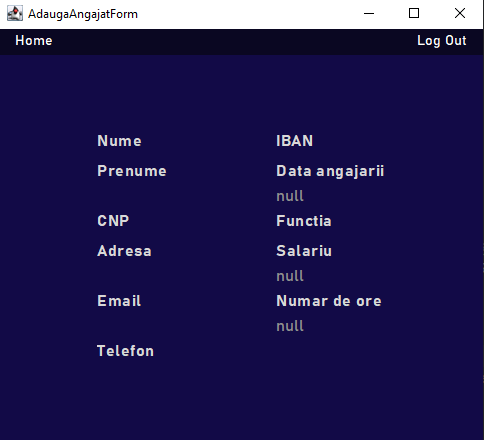 AdaugaAngajatForm
Home
Log Out
Nume
IBAN
Prenume
Data angajarii
null
CNP
Functia
Adresa
Salariu
null
Email
Numar de ore
null
Telefon